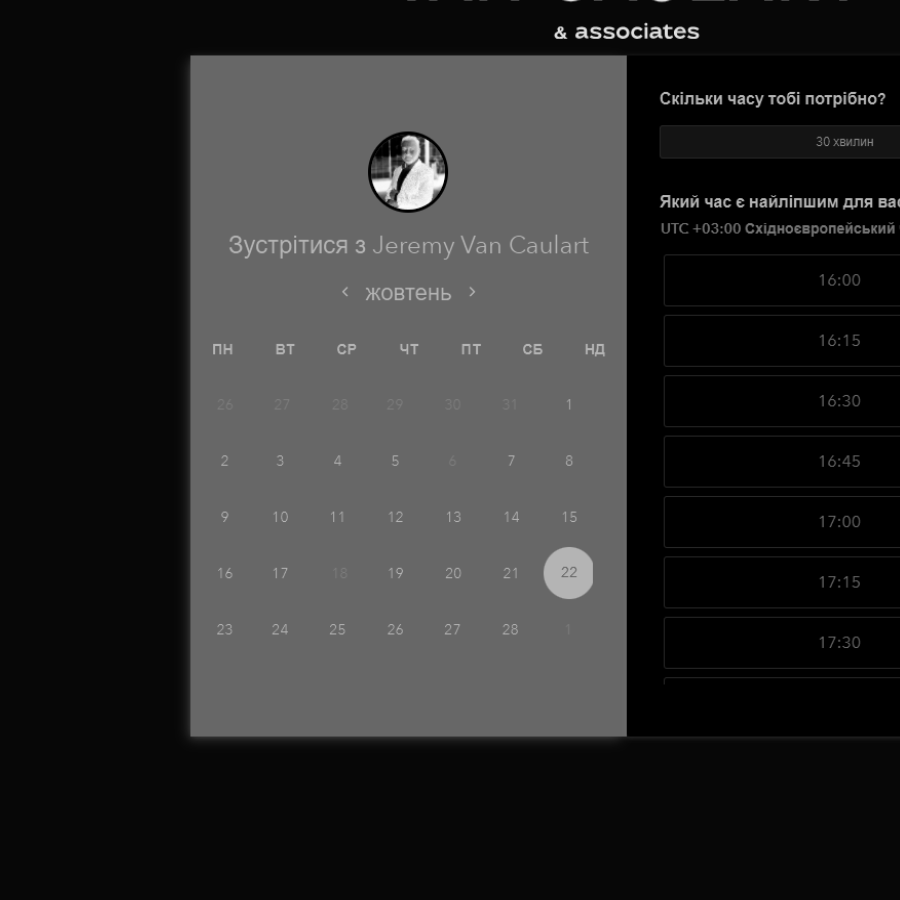 & associates
Зустрітися з Jeremy Van Caulart
жовтень
ПН ВТ СР ЧТ ПТ СБ НД
26 27 28 29 30 31 1
2 3 4 5 6 7 8
9 10 11 12 13 14 15
16 17 18 19 20 21 22
23 24 25 26 27 28 1
Скільки часу тобі потрібно?
30 хвилин
Який час є найліпшим для
UTC +03:00 Східноєвропейський
16:00
16:15
16:30
16:45
17:00
17:15
17:30